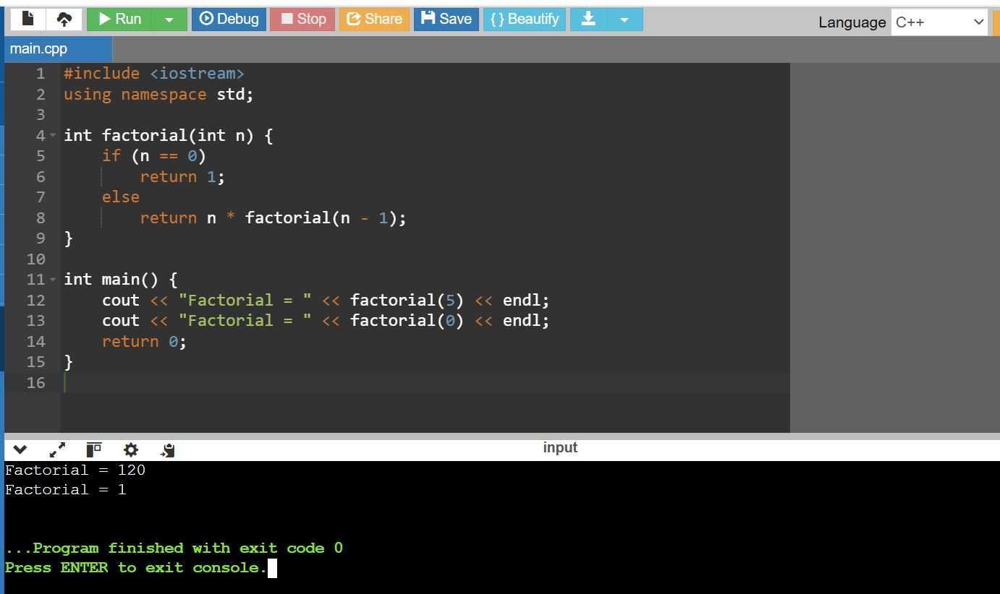 Run Debug Stop Share Save { } Beautify Language C++
main.cpp
1 #include <iostream>
2 using namespace std;
3
4 int factorial(int n) {
5     if (n == 0)
6         return 1;
7     else
8         return n * factorial(n - 1);
9 }
10
11 int main() {
12     cout << "Factorial = " << factorial(5) << endl;
13     cout << "Factorial = " << factorial(0) << endl;
14     return 0;
15 }
16
input
Factorial = 120
Factorial = 1
...Program finished with exit code 0
Press ENTER to exit console.